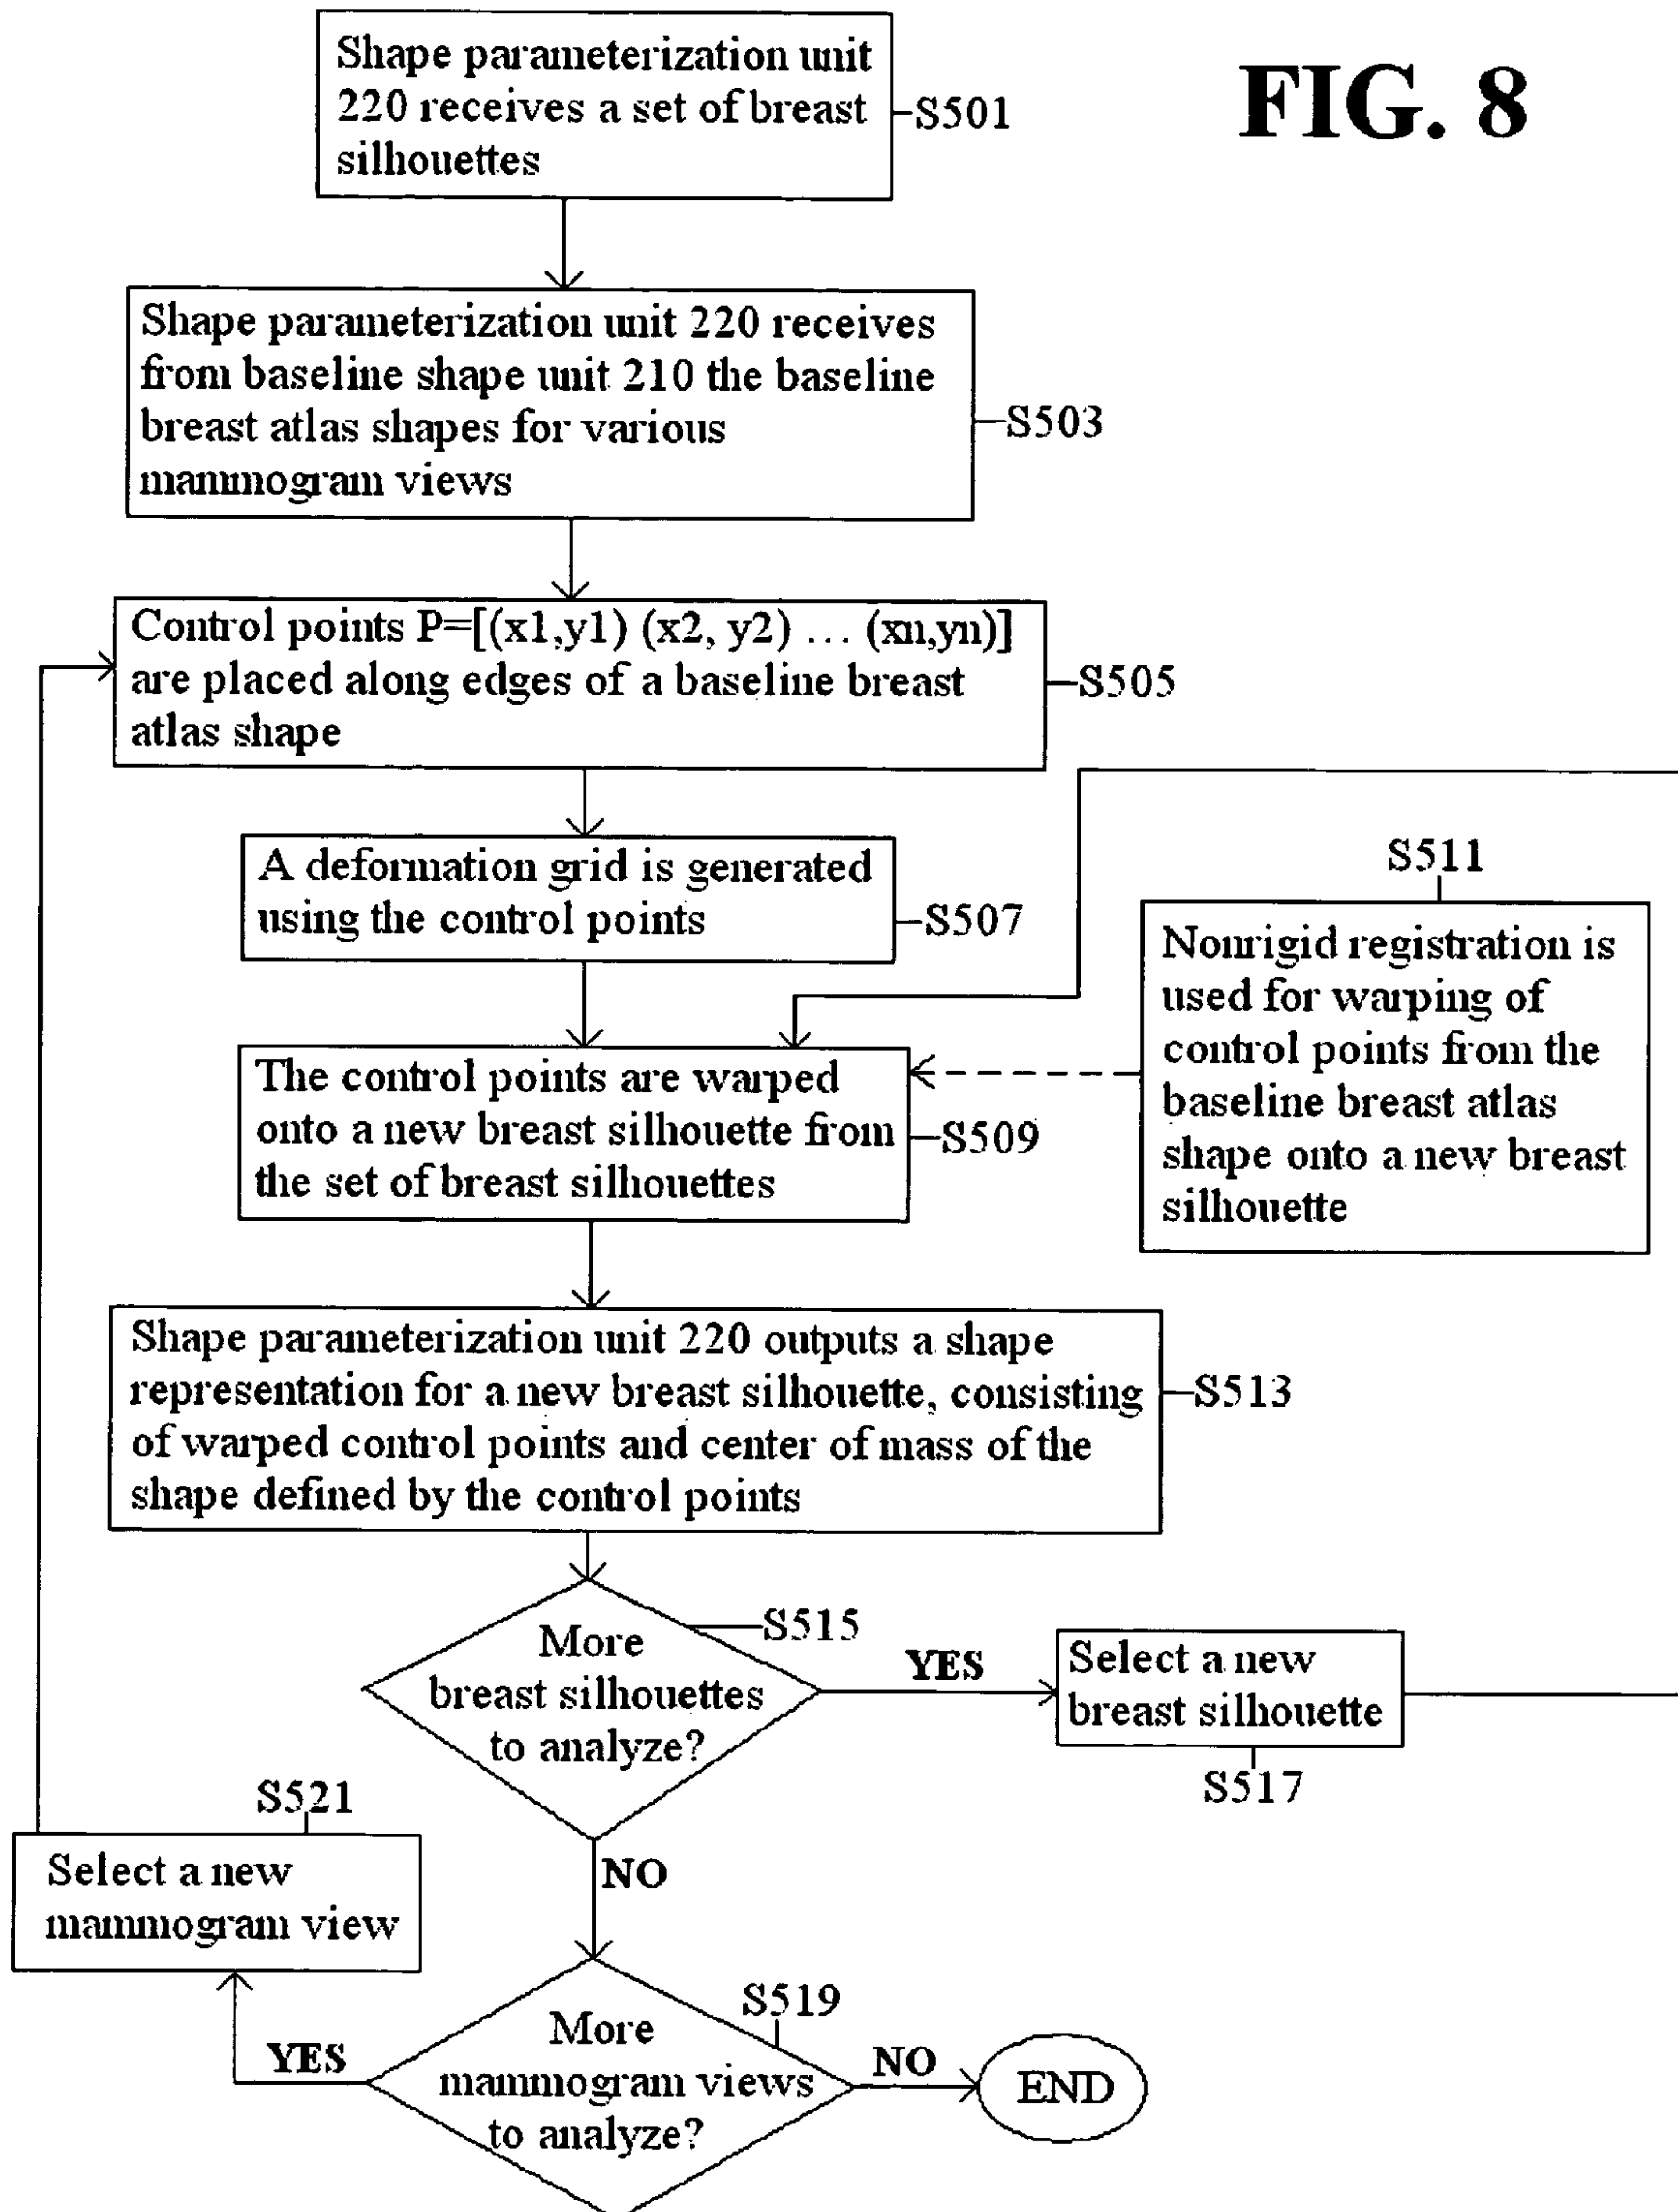 FIG. 8
Shape parameterization unit
220 receives a set of breast
silhouettes
S501
Shape parameterization unit 220 receives
from baseline shape unit 210 the baseline
breast atlas shapes for various
mammogram views
S503
Control points P=[(x1,y1) (x2, y2) ... (xn,yn)]
are placed along edges of a baseline breast
atlas shape
S505
A deformation grid is generated
using the control points
S507
S511
Nonrigid registration is
used for warping of
control points from the
baseline breast atlas
shape onto a new breast
silhouette
The control points are warped
onto a new breast silhouette from
the set of breast silhouettes
S509
Shape parameterization unit 220 outputs a shape
representation for a new breast silhouette, consisting
of warped control points and center of mass of the
shape defined by the control points
S513
More
breast silhouettes
to analyze?
S515
YES
Select a new
breast silhouette
S517
NO
S521
Select a new
mammogram view
More
mammogram views
to analyze?
S519
YES
NO
END